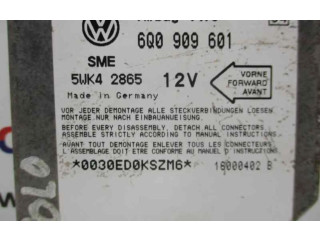 6Q0 909 601
SME
5WK4 2865 12V
VORNE
FORWARD
AVANT
Made in Germany
VOR JEDER DEMONTAGE ALLE STECKVERBINDUNGEN LOESEN
MONTAGE NUR NACH EINBAUANWEISUNG
BEFORE EVERY DISASSEMBLY, DETACH ALL CONNECTORS
ASSEMBLE STRICTLY ACCORDING TO MANUAL INSTRUCTIONS
AVANT TOUT DEMONTAGE ENLEVER TOUS LES CONNECTEURS
L'ASSEMBLAGE DOIT ETRE CONFORME AU MANUEL D'INSTRUCTIONS
*0030ED0KSZM6*
18000402 B
POLO